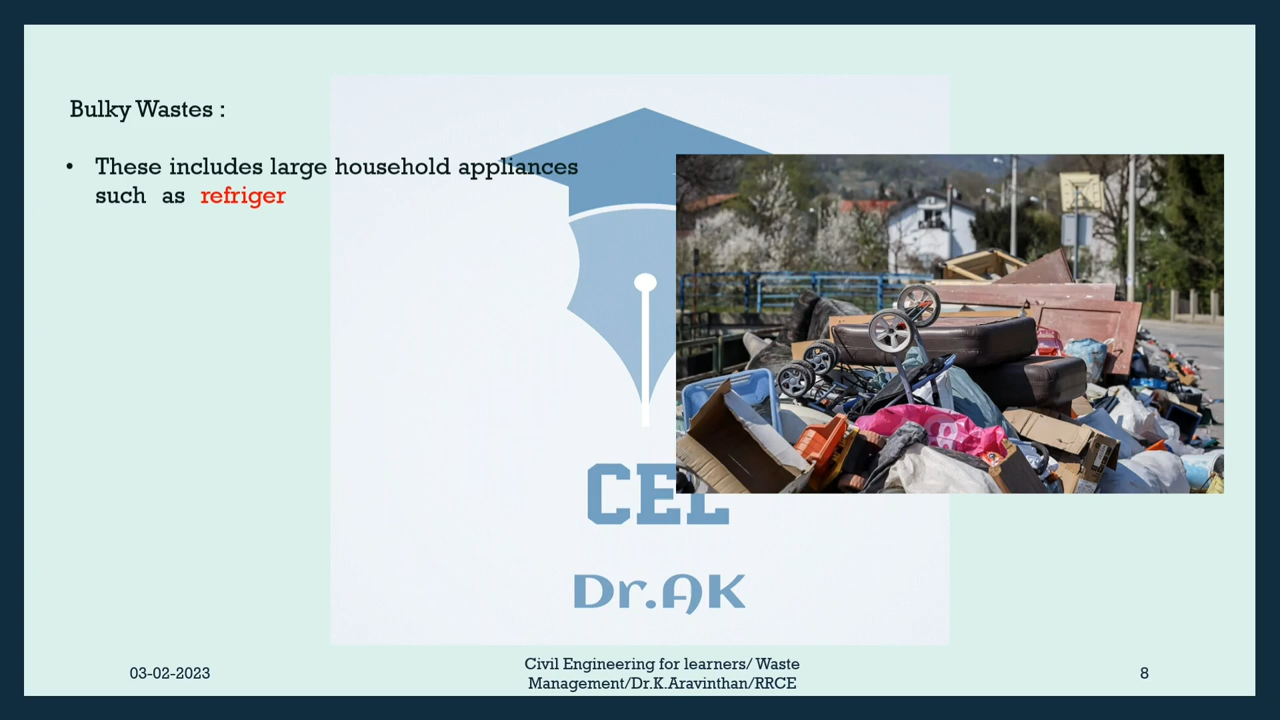 Bulky Wastes :
• These includes large household appliances
such as refriger
CEL
Dr.AK
03-02-2023
Civil Engineering for learners/ Waste
Management/Dr.K.Aravinthan/RRCE
8